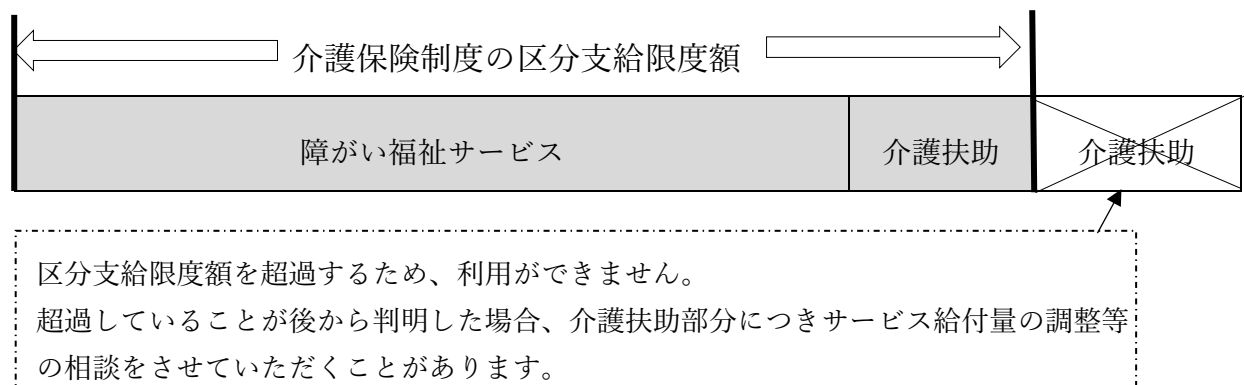 介護保険制度の区分支給限度額
障がい福祉サービス
介護扶助
介護扶助
区分支給限度額を超過するため、利用ができません。
超過していることが後から判明した場合、介護扶助部分につきサービス給付量の調整等
の相談をさせていただくことがあります。